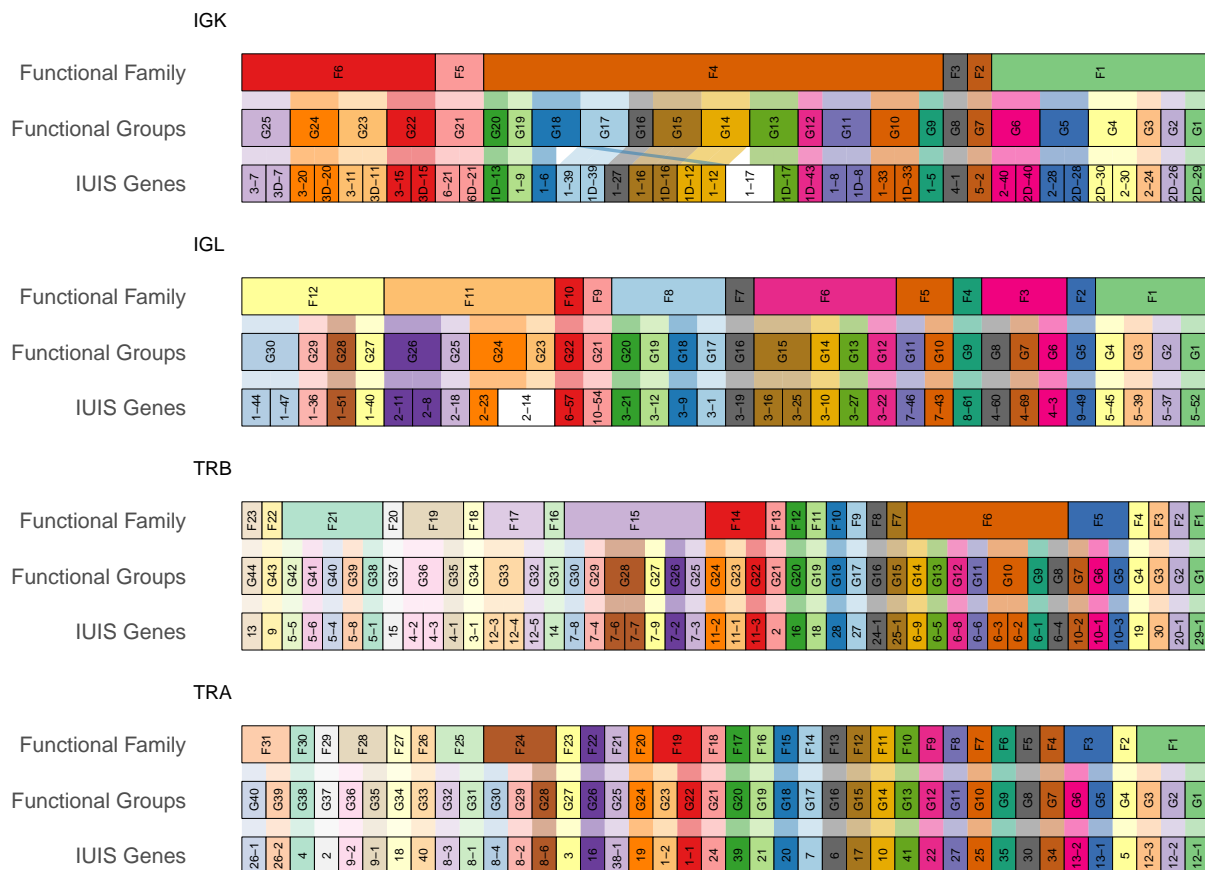 IGK
Functional Family F6 F5 F4 F3 F2 F1
Functional Groups G25 G24 G23 G22 G21 G20 G19 G18 G17 G16 G15 G14 G13 G12 G11 G10 G9 G8 G7 G6 G5 G4 G3 G2 G1
IUIS Genes 3−7 3D−7 3−20 3D−20 3−11 3D−11 3−15 3D−15 6−21 6D−21 1D−13 1−9 1−6 1−39 1D−39 1−27 1−16 1D−16 1D−12 1−12 1−17 1D−17 1D−43 1−8 1D−8 1−33 1D−33 1−5 4−1 5−2 2−40 2D−40 2−28 2D−28 2D−30 2−30 2−24 2D−26 2D−29
IGL
Functional Family F12 F11 F10 F9 F8 F7 F6 F5 F4 F3 F2 F1
Functional Groups G30 G29 G28 G27 G26 G25 G24 G23 G22 G21 G20 G19 G18 G17 G16 G15 G14 G13 G12 G11 G10 G9 G8 G7 G6 G5 G4 G3 G2 G1
IUIS Genes 1−44 1−47 1−36 1−51 1−40 2−11 2−8 2−18 2−23 2−14 6−57 10−54 3−21 3−12 3−9 3−1 3−19 3−16 3−25 3−10 3−27 3−22 7−46 7−43 8−61 4−60 4−69 4−3 9−49 5−45 5−39 5−37 5−52
TRB
Functional Family F23 F22 F21 F20 F19 F18 F17 F16 F15 F14 F13 F12 F11 F10 F9 F8 F7 F6 F5 F4 F3 F2 F1
Functional Groups G44 G43 G42 G41 G40 G39 G38 G37 G36 G35 G34 G33 G32 G31 G30 G29 G28 G27 G26 G25 G24 G23 G22 G21 G20 G19 G18 G17 G16 G15 G14 G13 G12 G11 G10 G9 G8 G7 G6 G5 G4 G3 G2 G1
IUIS Genes 13 9 5−5 5−6 5−4 5−8 5−1 15 4−2 4−3 4−1 3−1 12−3 12−4 12−5 14 7−8 7−4 7−6 7−7 7−9 7−2 7−3 11−2 11−1 11−3 2 16 18 28 27 24−1 25−1 6−9 6−5 6−8 6−6 6−3 6−2 6−1 6−4 10−2 10−1 10−3 19 30 20−1 29−1
TRA
Functional Family F31 F30 F29 F28 F27 F26 F25 F24 F23 F22 F21 F20 F19 F18 F17 F16 F15 F14 F13 F12 F11 F10 F9 F8 F7 F6 F5 F4 F3 F2 F1
Functional Groups G40 G39 G38 G37 G36 G35 G34 G33 G32 G31 G30 G29 G28 G27 G26 G25 G24 G23 G22 G21 G20 G19 G18 G17 G16 G15 G14 G13 G12 G11 G10 G9 G8 G7 G6 G5 G4 G3 G2 G1
IUIS Genes 26−1 26−2 4 2 9−2 9−1 18 40 8−3 8−1 8−4 8−2 8−6 3 16 38−1 19 1−2 1−1 24 39 21 20 7 6 17 10 41 22 27 25 35 30 34 13−2 13−1 5 12−3 12−2 12−1